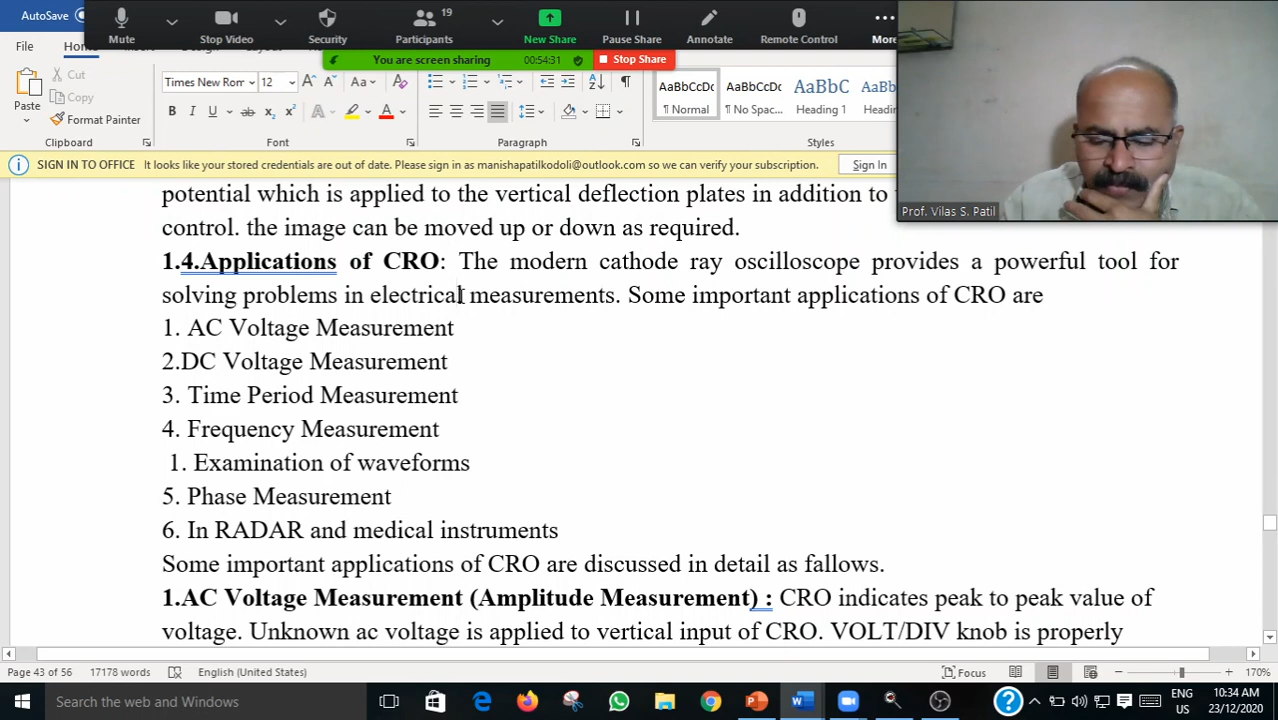 AutoSave
19
Mute
Stop Video
Security
Participants
New Share
Pause Share
Annotate
Remote Control
More
You are screen sharing
00:54:31
Stop Share
File
Cut
Copy
Paste
Format Painter
Times New Rom
12
Aa
B I U ab x₂ x²
Clipboard
Font
Paragraph
Styles
AaBbCcDc
¶ Normal
AaBbCcDc
¶ No Spac...
AaBbC
Heading 1
SIGN IN TO OFFICE It looks like your stored credentials are out of date. Please sign in as manishapatilkodoli@outlook.com so we can verify your subscription.
Sign In
Prof. Vilas S. Patil
potential which is applied to the vertical deflection plates in addition to
control. the image can be moved up or down as required.
1.4.Applications of CRO: The modern cathode ray oscilloscope provides a powerful tool for
solving problems in electrical measurements. Some important applications of CRO are
1. AC Voltage Measurement
2.DC Voltage Measurement
3. Time Period Measurement
4. Frequency Measurement
1. Examination of waveforms
5. Phase Measurement
6. In RADAR and medical instruments
Some important applications of CRO are discussed in detail as fallows.
1.AC Voltage Measurement (Amplitude Measurement) : CRO indicates peak to peak value of
voltage. Unknown ac voltage is applied to vertical input of CRO. VOLT/DIV knob is properly
Page 43 of 56
17178 words
English (United States)
Focus
170%
Search the web and Windows
ENG
US
10:34 AM
23/12/2020